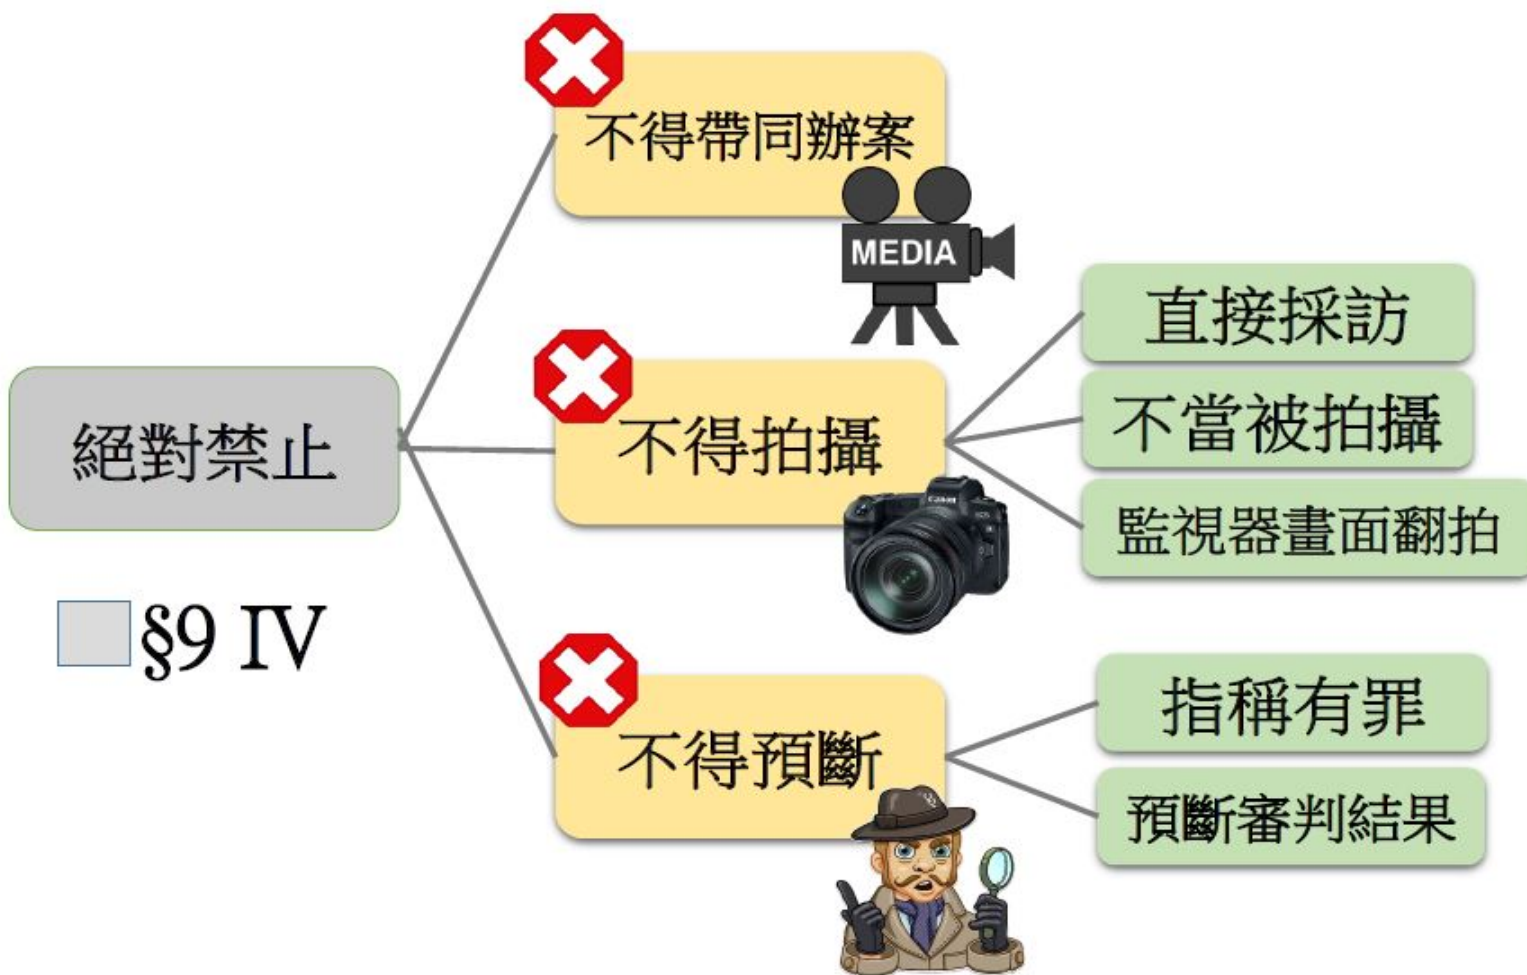 不得帶同辦案
MEDIA
直接採訪
絕對禁止
不得拍攝
不當被拍攝
Canon
監視器畫面翻拍
§9 IV
不得預斷
指稱有罪
預斷審判結果